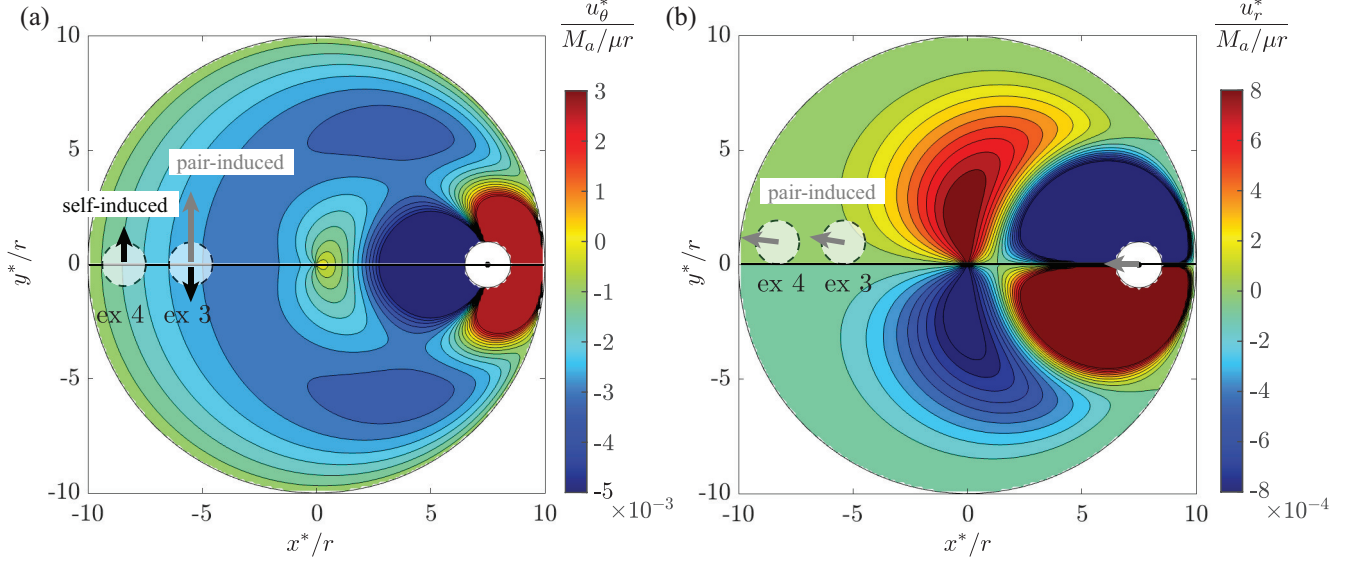 (a)
u*θ
Ma/μr
10
5
0
-5
-10
y*/r
pair-induced
self-induced
ex 4 ex 3
-10 -5 0 5 10
x*/r
3
2
1
0
-1
-2
-3
-4
-5
×10⁻³
(b)
u*r
Ma/μr
10
5
0
-5
-10
y*/r
pair-induced
ex 4 ex 3
-10 -5 0 5 10
x*/r
8
6
4
2
0
-2
-4
-6
-8
×10⁻⁴